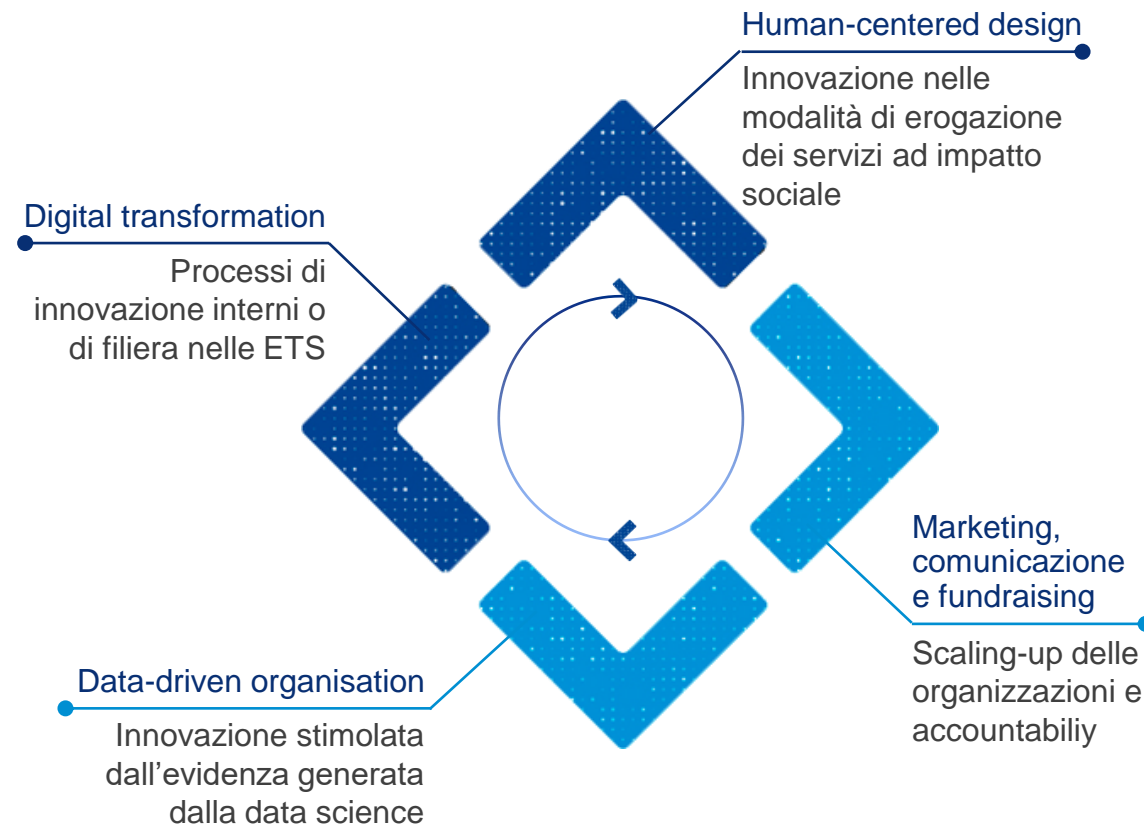 Human-centered design
Innovazione nelle
modalità di erogazione
dei servizi ad impatto
sociale
Digital transformation
Processi di
innovazione interni o
di filiera nelle ETS
Marketing,
comunicazione
e fundraising
Scaling-up delle
organizzazioni e
accountabiliy
Data-driven organisation
Innovazione stimolata
dall’evidenza generata
dalla data science